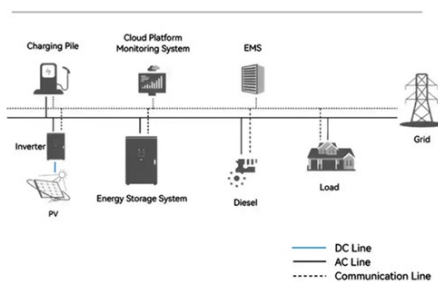 Charging Pile
Cloud Platform
Monitoring System
EMS
Grid
Inverter
PV
Energy Storage System
Diesel
Load
DC Line
AC Line
Communication Line